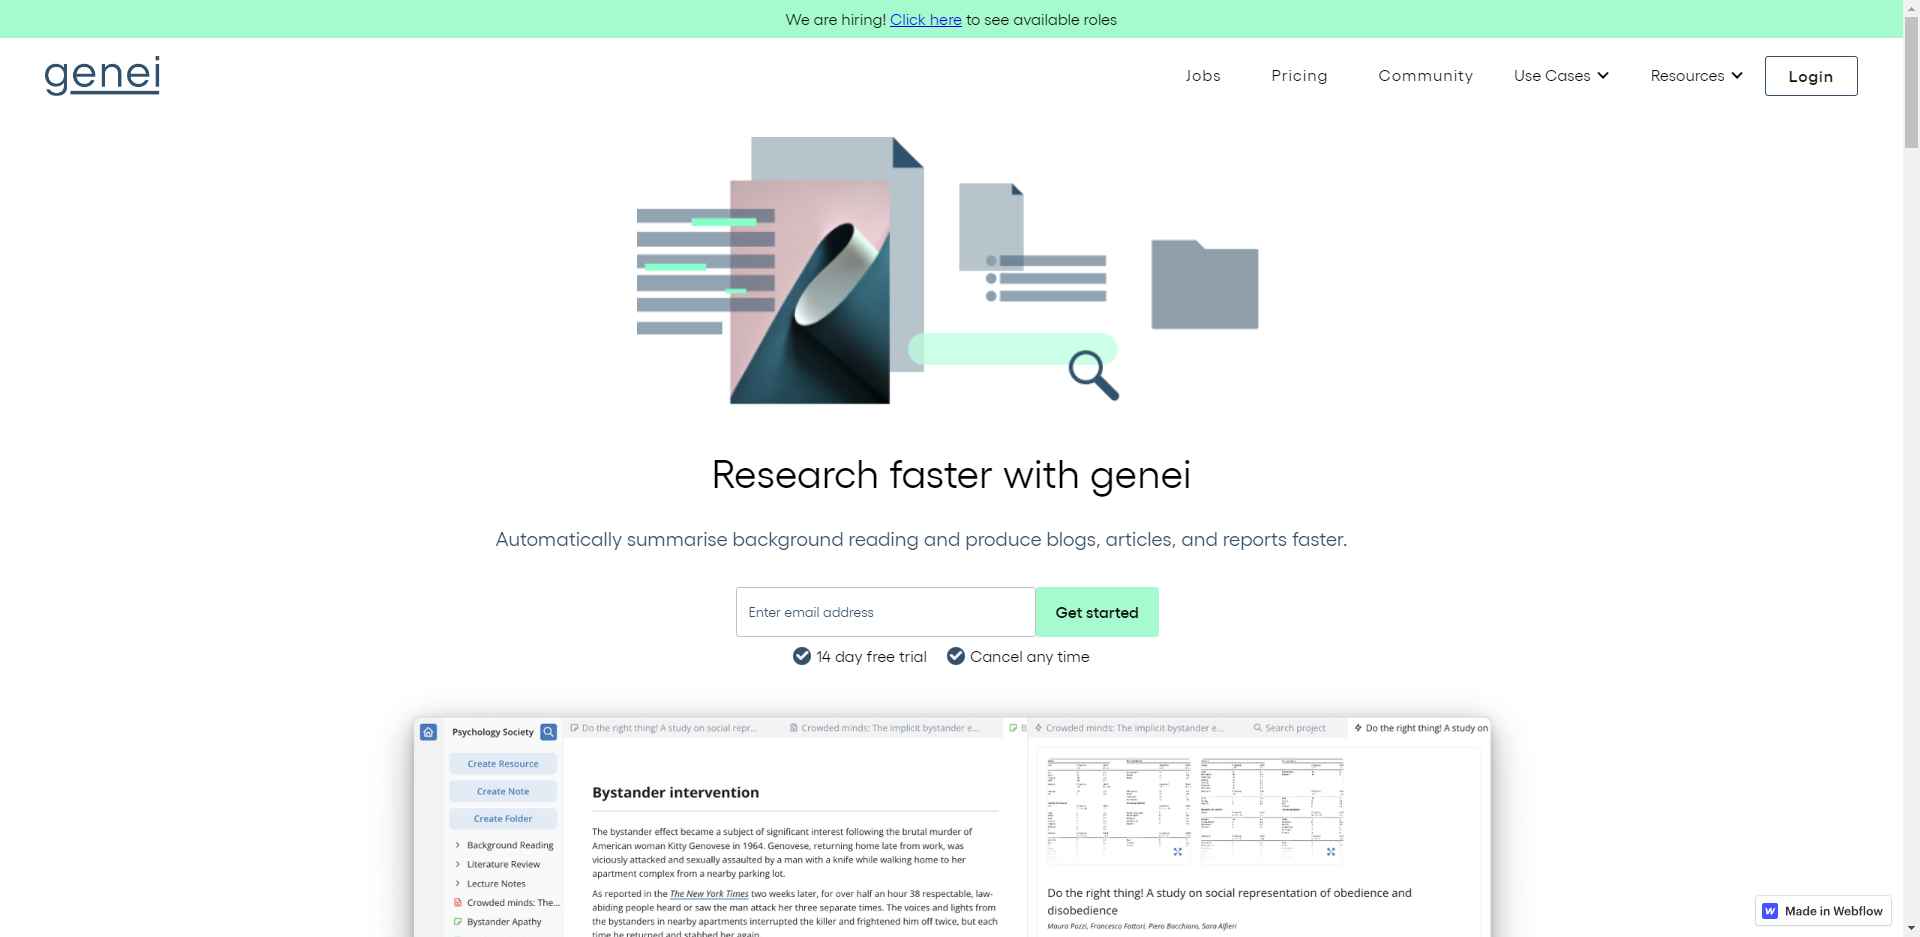 We are hiring! Click here to see available roles
genei
Jobs
Pricing
Community
Use Cases
Resources
Login
Research faster with genei
Automatically summarise background reading and produce blogs, articles, and reports faster.
Enter email address
Get started
14 day free trial
Cancel any time
Psychology Society
Do the right thing! A study on social repr...
Crowded minds: The implicit bystander e...
B
Crowded minds: The implicit bystander e...
Search project
Do the right thing! A study on
Create Resource
Create Note
Create Folder
Background Reading
Literature Review
Lecture Notes
Crowded minds: The...
Bystander Apathy
Bystander intervention
The bystander effect became a subject of significant interest following the brutal murder of
American woman Kitty Genovese in 1964. Genovese, returning home late from work, was
viciously attacked and sexually assaulted by a man with a knife while walking home to her
apartment complex from a nearby parking lot.
As reported in the The New York Times two weeks later, for over half an hour 38 respectable, law-
abiding people heard or saw the man attack her three separate times. The voices and lights from
the bystanders in nearby apartments interrupted the killer and frightened him off twice, but each
time he returned and stabbed her again.
Do the right thing! A study on social representation of obedience and
disobedience
Mauro Pozzi, Francesco Fattori, Piero Bocchiaro, Sara Alfieri
Made in Webflow